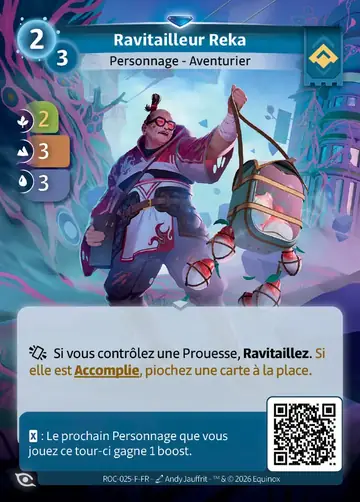 2
3
Ravitailleur Reka
Personnage - Aventurier
2
3
3
Si vous contrôlez une Prouesse, Ravitaillez. Si
elle est Accomplie, piochez une carte à la place.
X : Le prochain Personnage que vous
jouez ce tour-ci gagne 1 boost.
ROC-025-F-FR - Andy Jauffrit - ™ & © 2026 Equinox